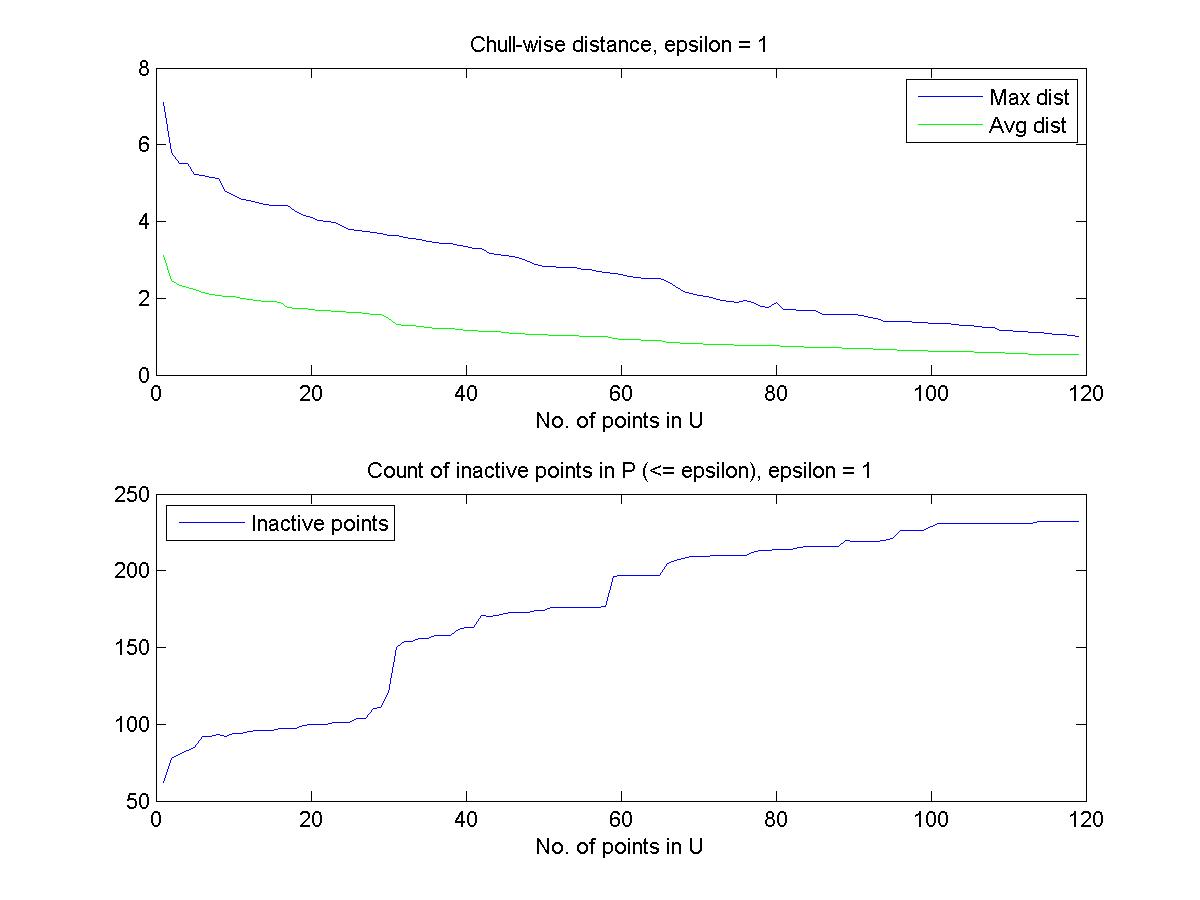 Chull-wise distance, epsilon = 1
8
6
4
2
0
Max dist
Avg dist
0 20 40 60 80 100 120
No. of points in U
Count of inactive points in P (<= epsilon), epsilon = 1
250
200
150
100
50
Inactive points
0 20 40 60 80 100 120
No. of points in U